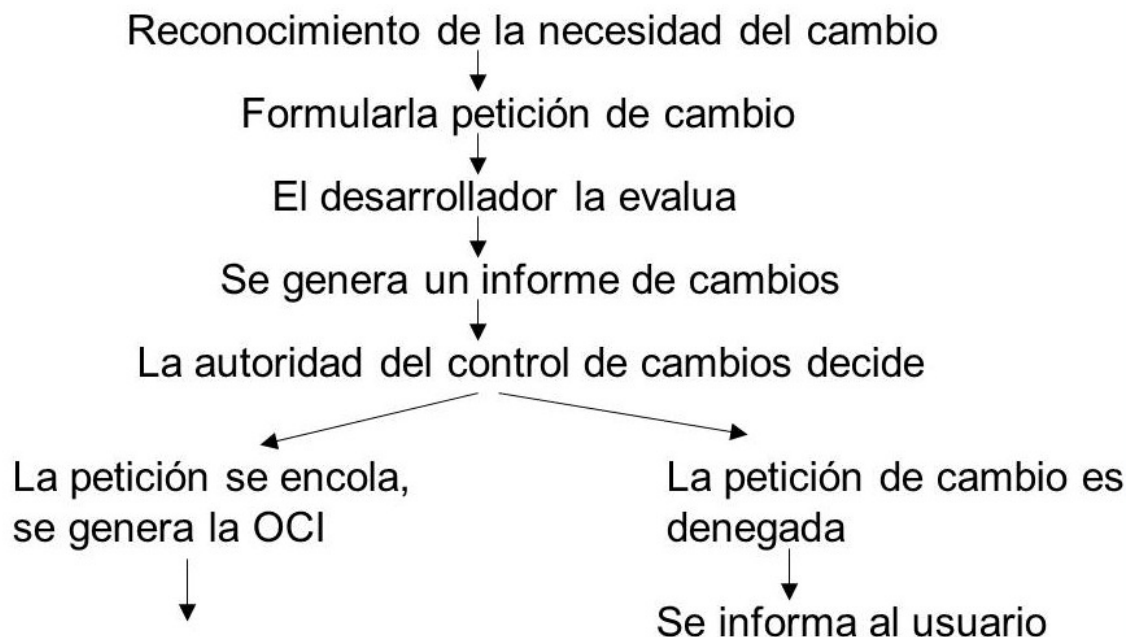 Reconocimiento de la necesidad del cambio
Formularla petición de cambio
El desarrollador la evalua
Se genera un informe de cambios
La autoridad del control de cambios decide
La petición se encola,
se genera la OCI
La petición de cambio es
denegada
Se informa al usuario